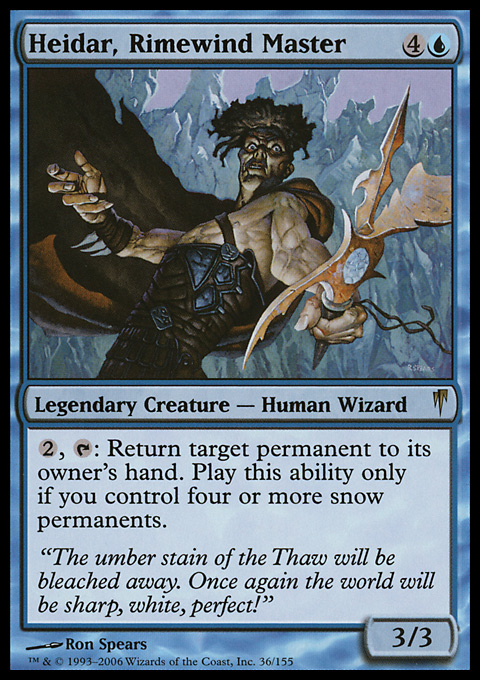 Heidar, Rimewind Master 4
Legendary Creature — Human Wizard
2, : Return target permanent to its
owner's hand. Play this ability only
if you control four or more snow
permanents.
"The umber stain of the Thaw will be
bleached away. Once again the world will
be sharp, white, perfect!"
Ron Spears
3/3
™ & © 1993–2006 Wizards of the Coast, Inc. 36/155